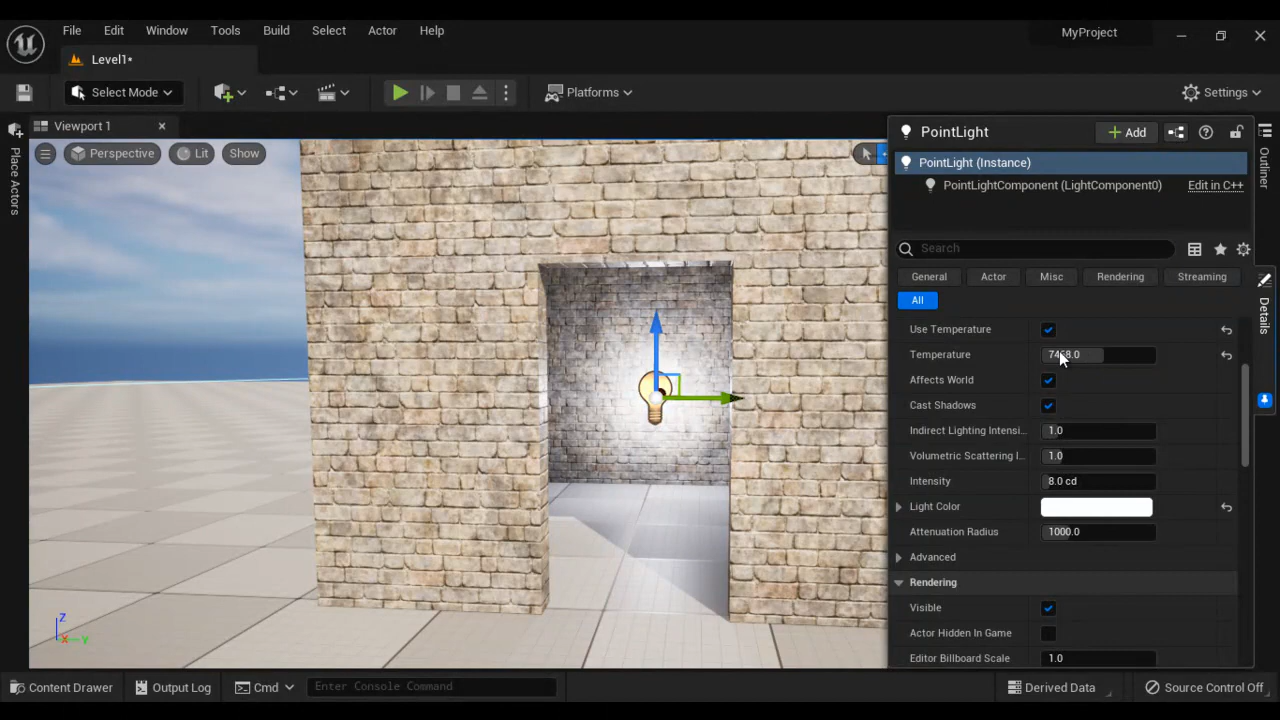 File Edit Window Tools Build Select Actor Help
MyProject
Level1*
Select Mode
Platforms
Settings
Viewport 1
Perspective
Lit
Show
Place Actors
PointLight
Add
PointLight (Instance)
PointLightComponent (LightComponent0)
Edit in C++
Search
General Actor Misc Rendering Streaming
All
Use Temperature
Temperature
Affects World
Cast Shadows
Indirect Lighting Intensi... 1.0
Volumetric Scattering I... 1.0
Intensity 8.0 cd
Light Color
Attenuation Radius 1000.0
Advanced
Rendering
Visible
Actor Hidden In Game
Editor Billboard Scale 1.0
Outliner
Details
Z
X Y
Content Drawer
Output Log
Cmd
Enter Console Command
Derived Data
Source Control Off